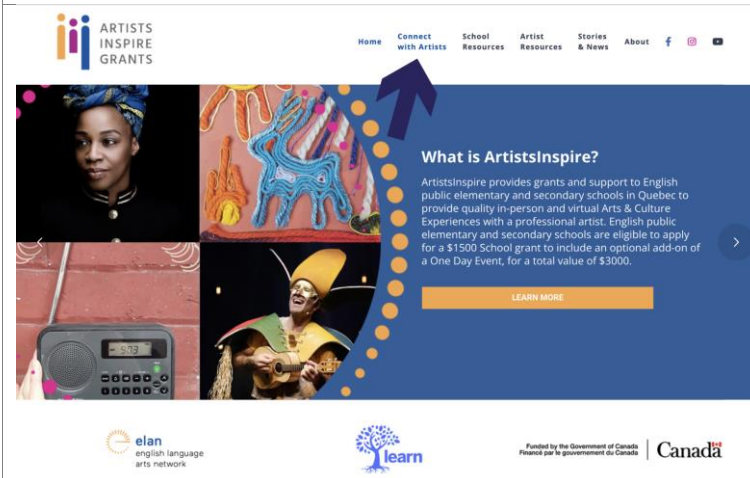 ARTISTS
INSPIRE
GRANTS
Home
Connect
with Artists
School
Resources
Artist
Resources
Stories
& News
About
What is ArtistsInspire?
ArtistsInspire provides grants and support to English
public elementary and secondary schools in Quebec to
provide quality in-person and virtual Arts & Culture
Experiences with a professional artist. English public
elementary and secondary schools are eligible to apply
for a $1500 School grant to include an optional add-on of
a One Day Event, for a total value of $3000.
LEARN MORE
elan
english language
arts network
learn
Funded by the Government of Canada
Financé par le gouvernement du Canada
Canada